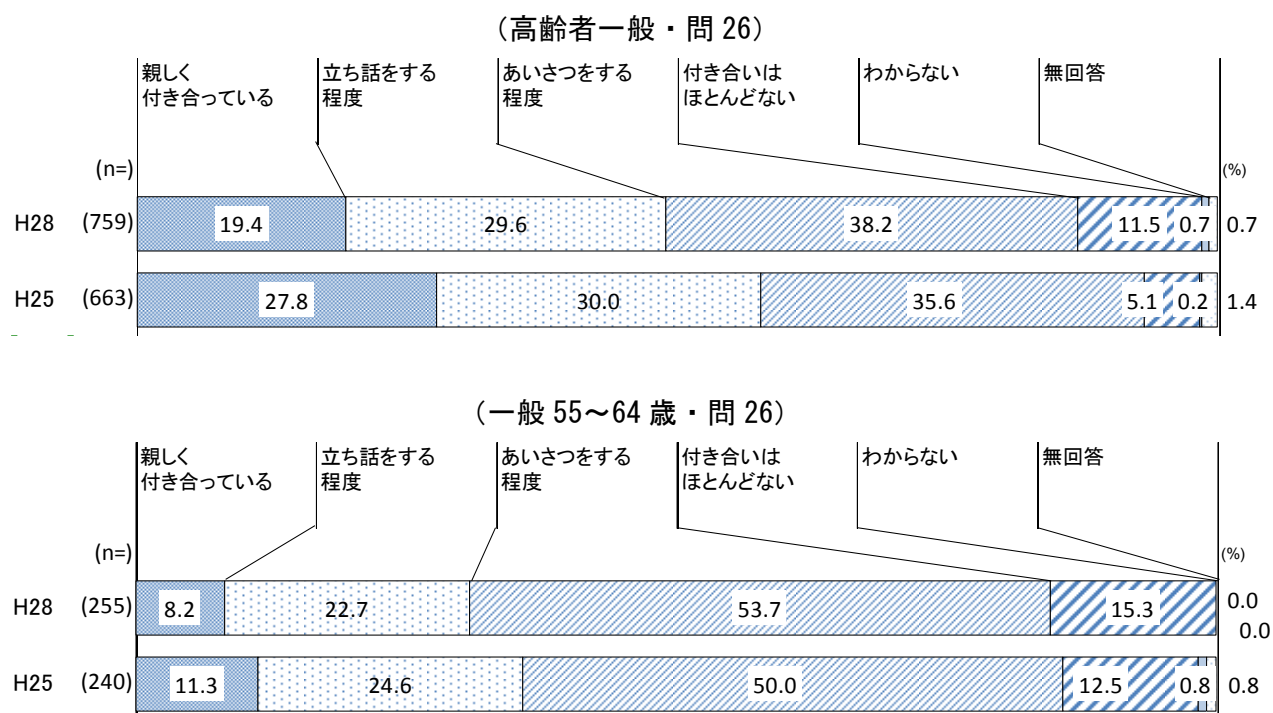 （高齢者一般・問 26）
親しく 立ち話をする あいさつをする 付き合いは わからない 無回答
付き合っている 程度 程度 ほとんどない
(n=) (%)
H28 (759) 19.4 29.6 38.2 11.5 0.7 0.7
H25 (663) 27.8 30.0 35.6 5.1 0.2 1.4
（一般 55～64 歳・問 26）
親しく 立ち話をする あいさつをする 付き合いは わからない 無回答
付き合っている 程度 程度 ほとんどない
(n=) (%)
H28 (255) 8.2 22.7 53.7 15.3 0.0
0.0
H25 (240) 11.3 24.6 50.0 12.5 0.8 0.8